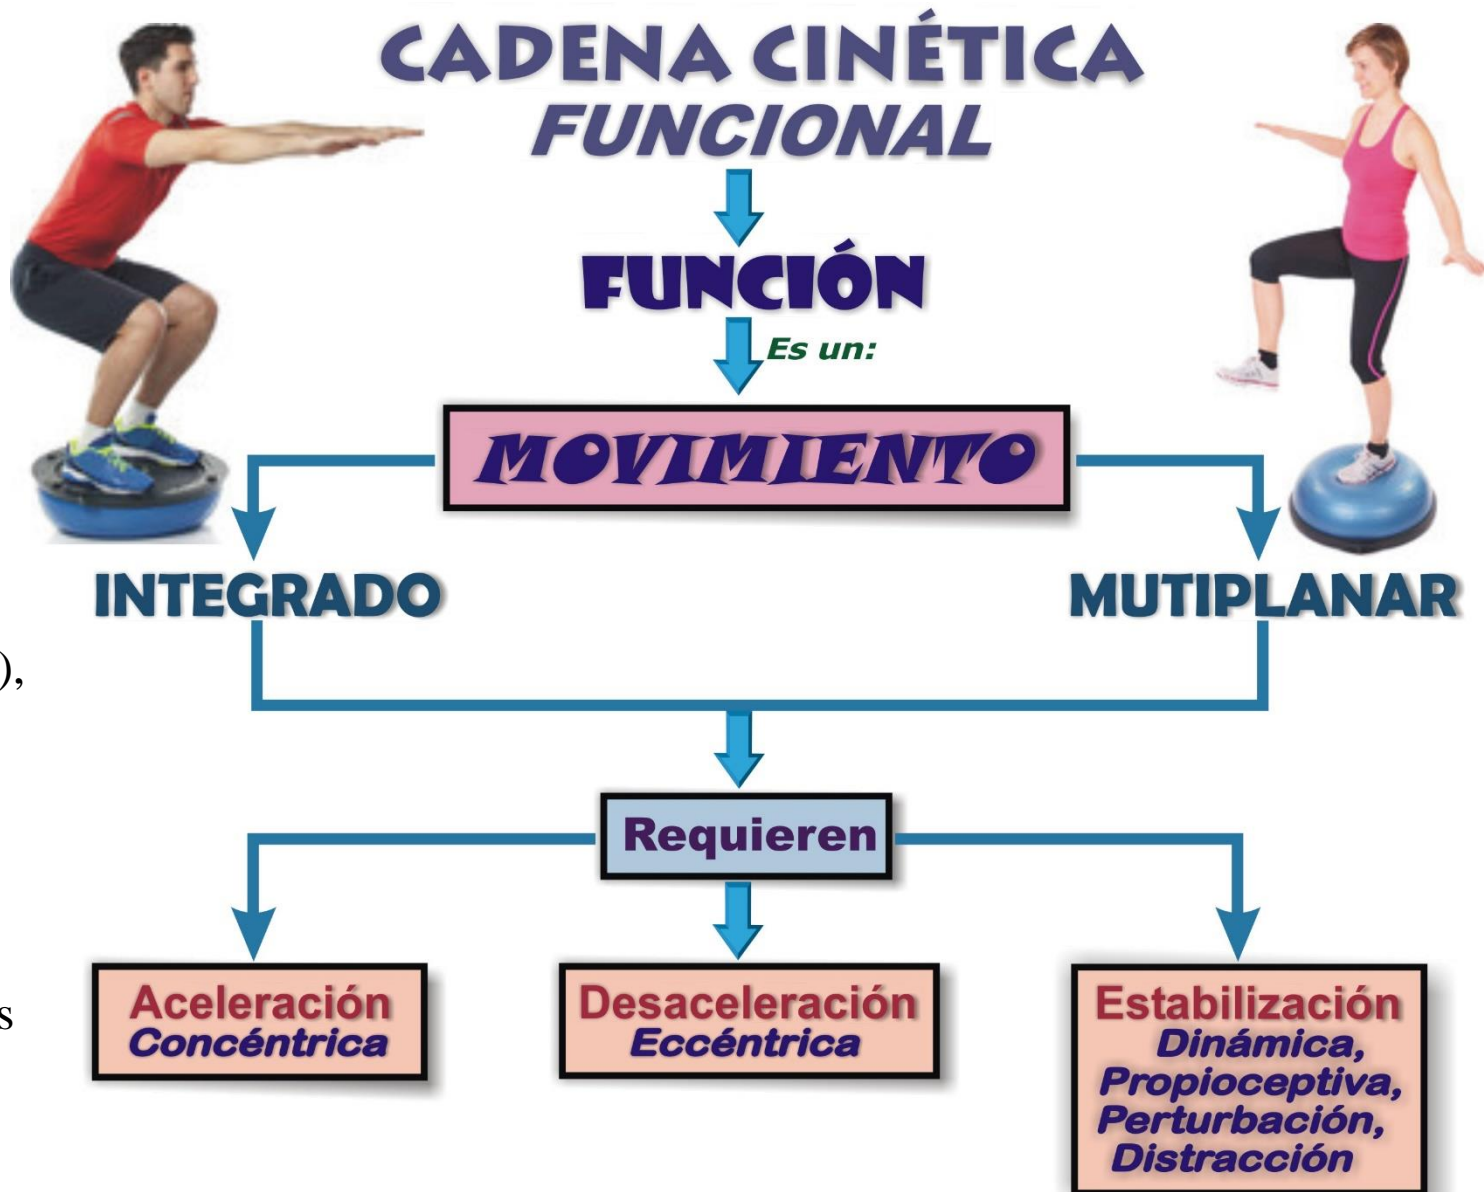 CADENA CINÉTICA
FUNCIONAL
FUNCIÓN
Es un:
MOVIMIENTO
INTEGRADO
MUTIPLANAR
),
Requieren
s
Aceleración
Concéntrica
Desaceleración
Eccéntrica
Estabilización
Dinámica,
Propioceptiva,
Perturbación,
Distracción